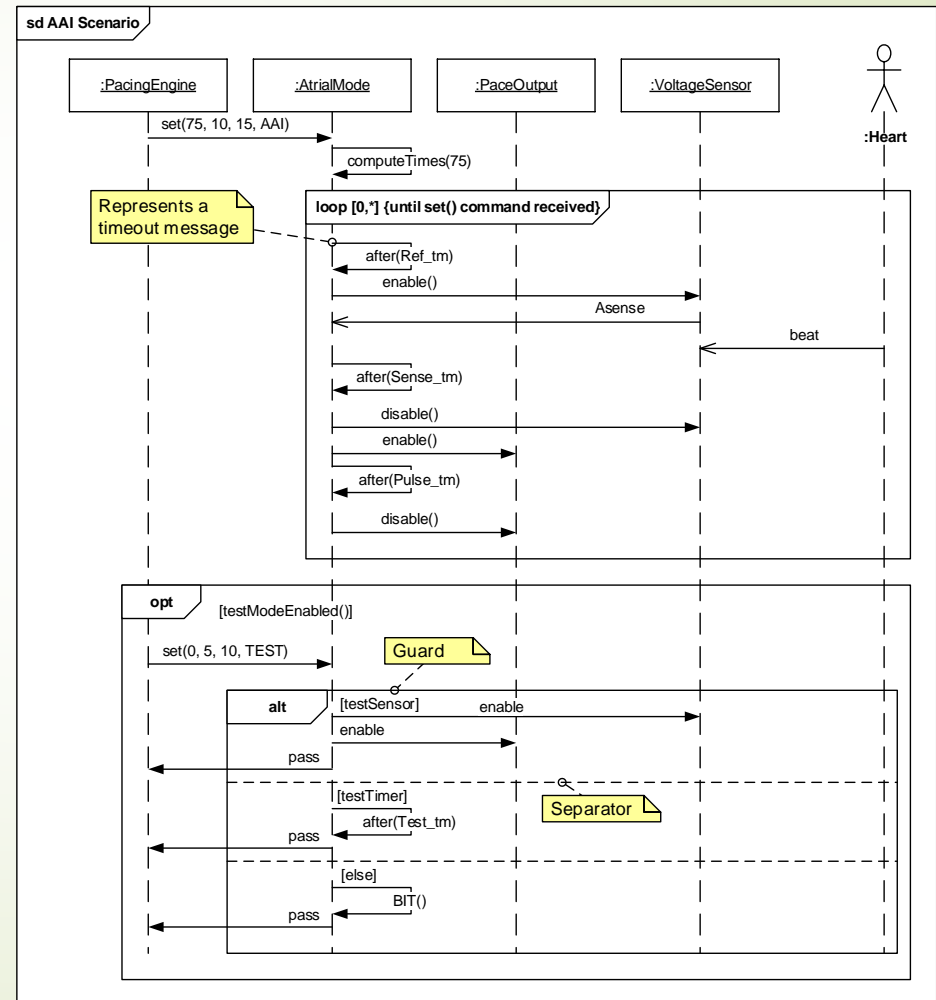 sd AAI Scenario
:PacingEngine
:AtrialMode
:PaceOutput
:VoltageSensor
:Heart
set(75, 10, 15, AAI)
computeTimes(75)
Represents a
timeout message
loop [0,*] {until set() command received}
after(Ref_tm)
enable()
Asense
beat
after(Sense_tm)
disable()
enable()
after(Pulse_tm)
disable()
opt
[testModeEnabled()]
set(0, 5, 10, TEST)
Guard
alt
[testSensor]
enable
enable
pass
Separator
[testTimer]
after(Test_tm)
pass
[else]
BIT()
pass